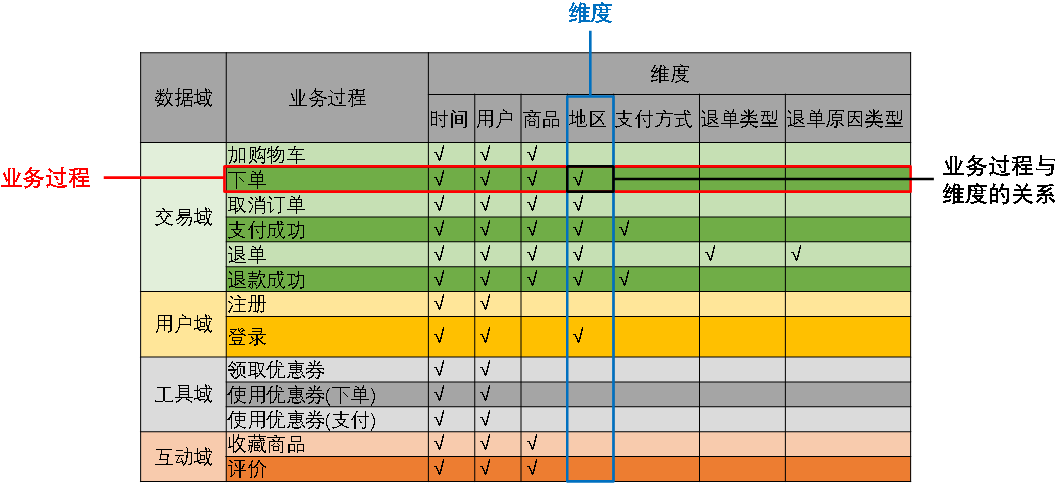 维度
数据域 业务过程 维度
时间 用户 商品 地区 支付方式 退单类型 退单原因类型
交易域
加购物车 √ √ √
业务过程
下单 √ √ √ √
业务过程与
维度的关系
取消订单 √ √ √ √
支付成功 √ √ √ √ √
退单 √ √ √ √ √ √
退款成功 √ √ √ √ √
用户域
注册 √ √
登录 √ √ √
工具域
领取优惠券 √ √
使用优惠券(下单) √ √
使用优惠券(支付) √ √
互动域
收藏商品 √ √ √
评价 √ √ √